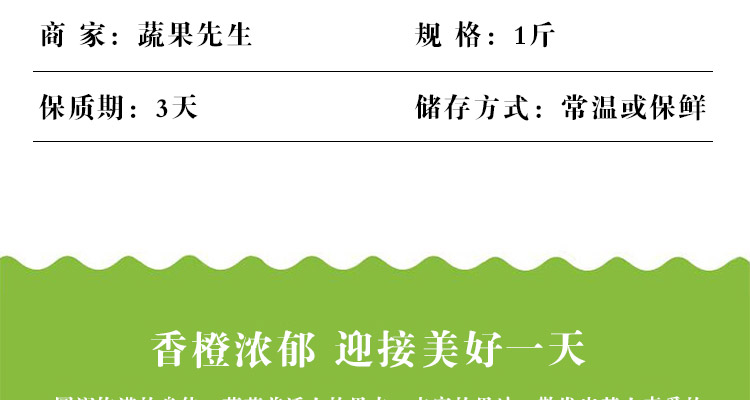 商 家：蔬果先生 规 格：1斤
保质期：3天 储存方式：常温或保鲜
香橙浓郁 迎接美好一天